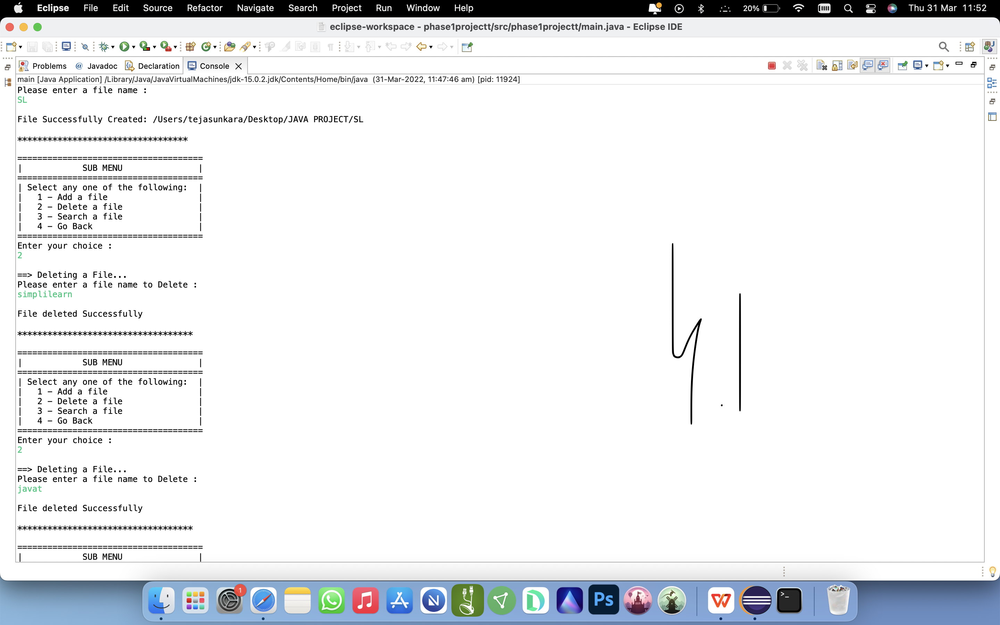 Eclipse File Edit Source Refactor Navigate Search Project Run Window Help 20% Thu 31 Mar 11:52
eclipse-workspace - phase1projectt/src/phase1projectt/main.java - Eclipse IDE
Problems @ Javadoc Declaration Console
main [Java Application] /Library/Java/JavaVirtualMachines/jdk-15.0.2.jdk/Contents/Home/bin/java (31-Mar-2022, 11:47:46 am) [pid: 11924]
Please enter a file name :
SL
File Successfully Created: /Users/tejasunkara/Desktop/JAVA PROJECT/SL
**********************************
=====================================
| SUB MENU |
=====================================
| Select any one of the following: |
| 1 – Add a file |
| 2 – Delete a file |
| 3 – Search a file |
| 4 – Go Back |
=====================================
Enter your choice :
2
==> Deleting a File...
Please enter a file name to Delete :
simplilearn
File deleted Successfully
***********************************
=====================================
| SUB MENU |
=====================================
| Select any one of the following: |
| 1 – Add a file |
| 2 – Delete a file |
| 3 – Search a file |
| 4 – Go Back |
=====================================
Enter your choice :
2
==> Deleting a File...
Please enter a file name to Delete :
javat
File deleted Successfully
***********************************
=====================================
| SUB MENU |
4.1
1
N
Ps
W
>_